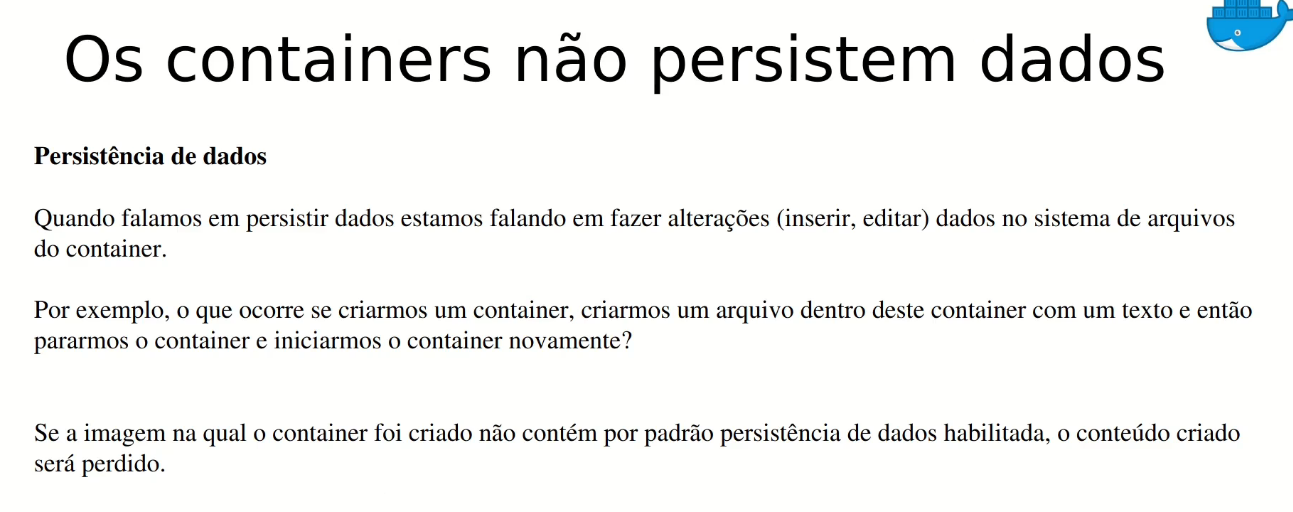 Os containers não persistem dados
Persistência de dados
Quando falamos em persistir dados estamos falando em fazer alterações (inserir, editar) dados no sistema de arquivos
do container.
Por exemplo, o que ocorre se criarmos um container, criarmos um arquivo dentro deste container com um texto e então
pararmos o container e iniciarmos o container novamente?
Se a imagem na qual o container foi criado não contém por padrão persistência de dados habilitada, o conteúdo criado
será perdido.